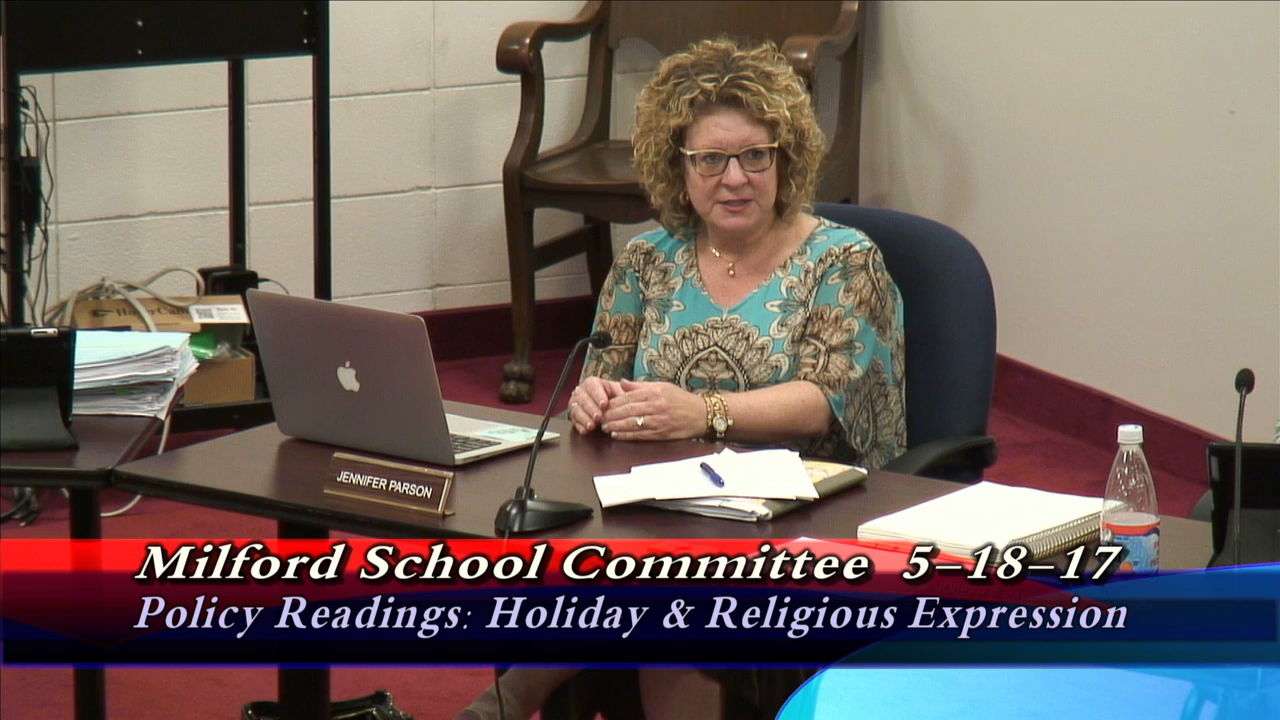 JENNIFER PARSON
Milford School Committee 5-18-17
Policy Readings: Holiday & Religious Expression